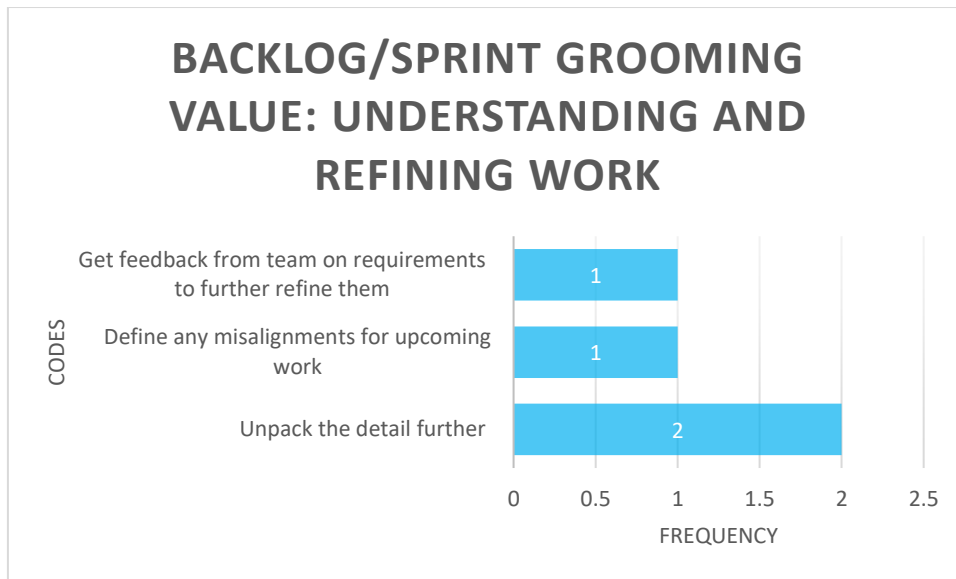 BACKLOG/SPRINT GROOMING
VALUE: UNDERSTANDING AND
REFINING WORK
Get feedback from team on requirements
to further refine them
1
Define any misalignments for upcoming
work
1
Unpack the detail further
2
CODES
0 0.5 1 1.5 2 2.5
FREQUENCY